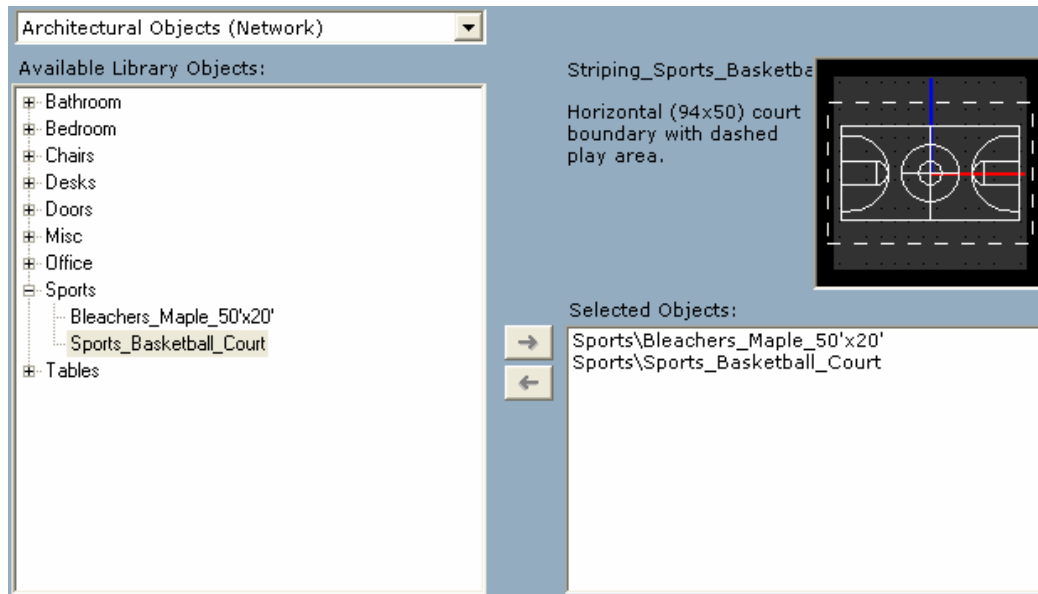 Architectural Objects (Network)
Available Library Objects:
Bathroom
Bedroom
Chairs
Desks
Doors
Misc
Office
Sports
Bleachers_Maple_50'x20'
Sports_Basketball_Court
Tables
Striping_Sports_Basketba
Horizontal (94x50) court
boundary with dashed
play area.
Selected Objects:
Sports\Bleachers_Maple_50'x20'
Sports\Sports_Basketball_Court